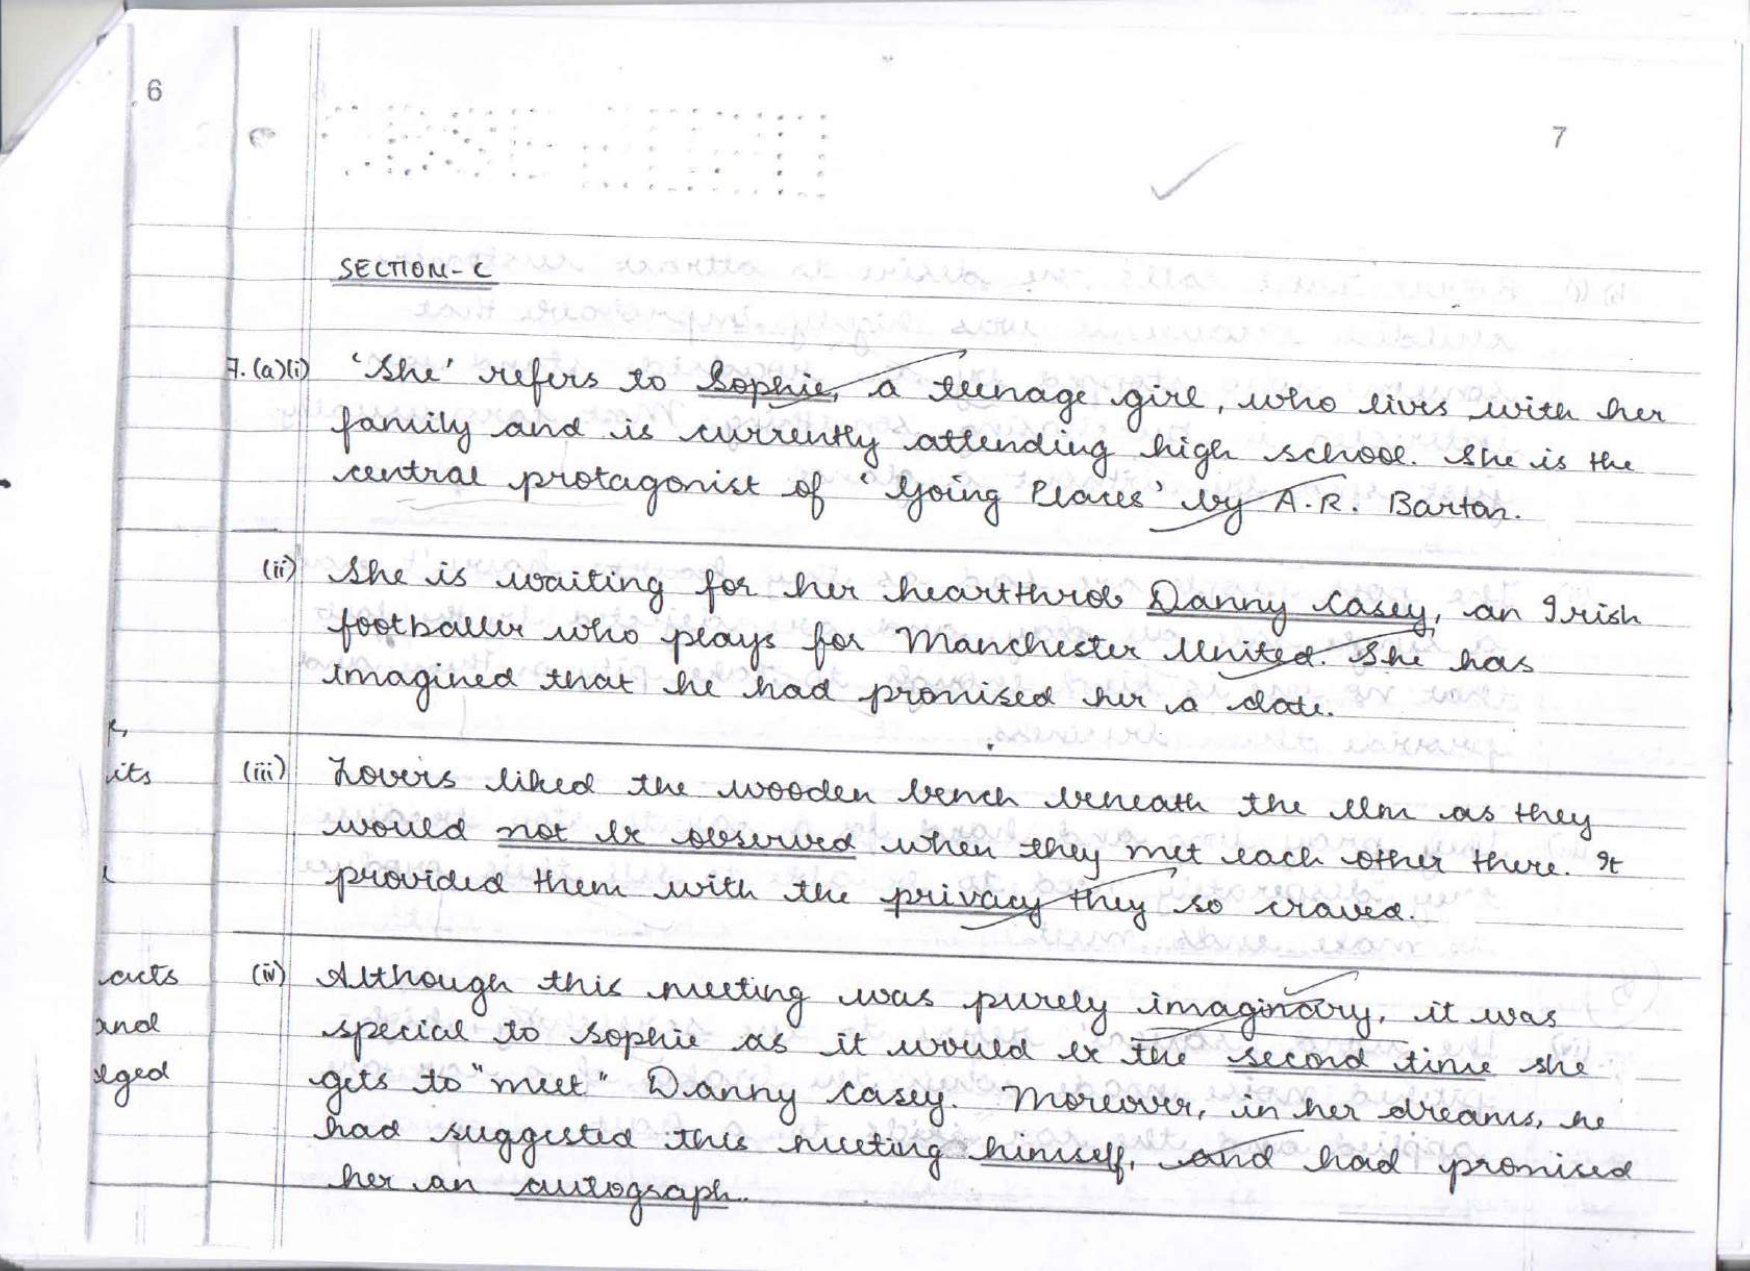 6
7
SECTION-C
7.(a)(i) 'She' refers to Sophie, a teenage girl, who lives with her
family and is currently attending high school. She is the
central protagonist of 'Going Places' by A.R. Barton.
(ii) She is waiting for her heartthrob Danny Casey, an Irish
footballer who plays for Manchester United. She has
imagined that he had promised her a date.
its
(iii) Lovers liked the wooden bench beneath the elm as they
would not be observed when they met each other there. It
provided them with the privacy they so craved.
acts
(iv) Although this meeting was purely imaginary, it was
and
special to Sophie as it would be the second time she
eged
gets to "meet" Danny Casey. Moreover, in her dreams, he
had suggested this meeting himself, and had promised
her an autograph.